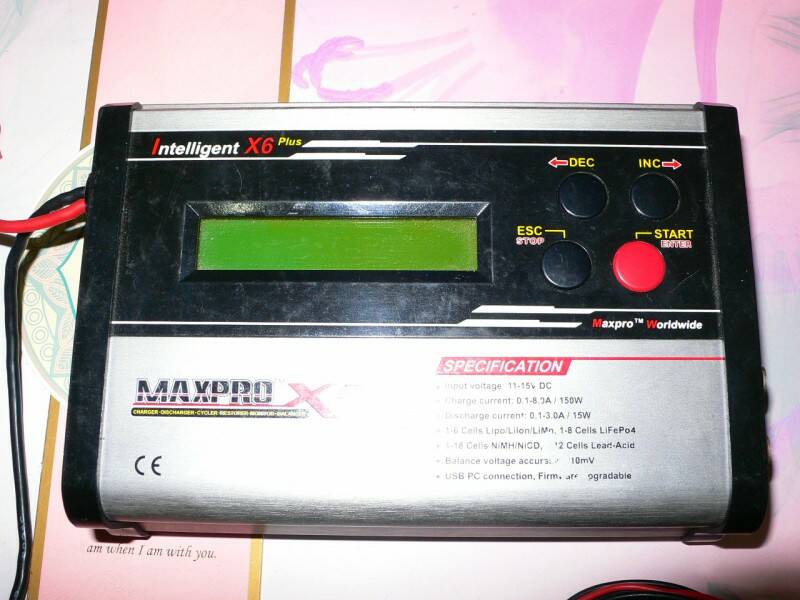 Intelligent X6 Plus
DEC
INC
ESC
STOP
START
ENTER
Maxpro™ Worldwide
MAXPRO X
CHARGER·DISCHARGER·CYCLER·RESTORER·MONITOR·BALANCER
CE
SPECIFICATION
Input voltage: 11-15V DC
Charge current: 0.1-8.0A / 150W
Discharge current: 0.1-3.0A / 15W
1-6 Cells Lipo/LiIon/LiMn, 1-8 Cells LiFePo4
1-18 Cells NiMH/NiCD, 12 Cells Lead-Acid
Balance voltage 10mV
USB PC connection,
am when I am with you.